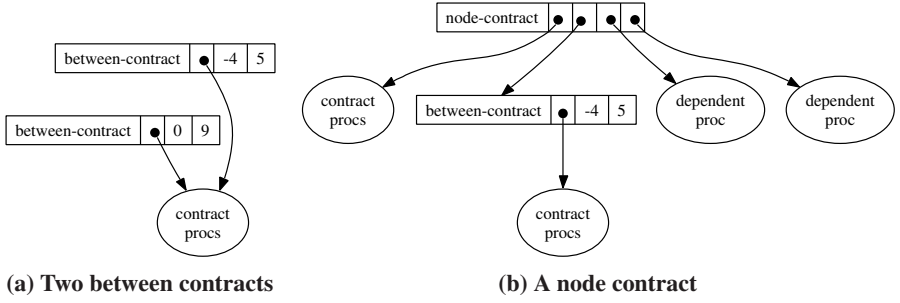 between-contract -4 5
between-contract 0 9
contract
procs
(a) Two between contracts
node-contract
contract
procs
between-contract -4 5
dependent
proc
dependent
proc
contract
procs
(b) A node contract